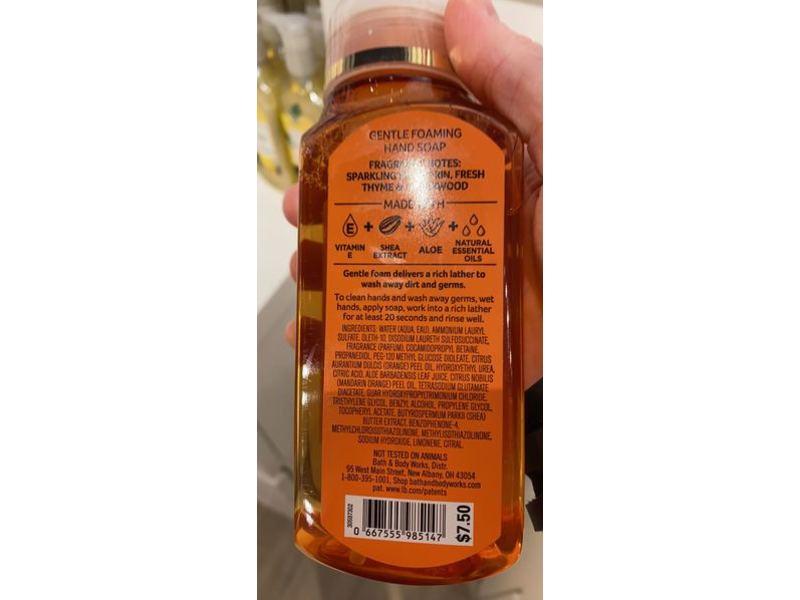 GENTLE FOAMING
HAND SOAP
FRAGRANCE NOTES:
SPARKLING KIN, FRESH
THYME & WOOD
MADE WITH
E
VITAMIN
E
+
SHEA
EXTRACT
+
ALOE
+
NATURAL
ESSENTIAL
OILS
Gentle foam delivers a rich lather to
wash away dirt and germs.
To clean hands and wash away germs, wet
hands, apply soap, work into a rich lather
for at least 20 seconds and rinse well.
INGREDIENTS: WATER (AQUA, EAU), AMMONIUM LAURYL
SULFATE, OLETH-10, DISODIUM LAURETH SULFOSUCCINATE,
FRAGRANCE (PARFUM), COCAMIDOPROPYL BETAINE,
PROPANEDIOL, PEG-120 METHYL GLUCOSE DIOLEATE, CITRUS
AURANTIUM DULCIS (ORANGE) PEEL OIL, HYDROXYETHYL UREA,
CITRIC ACID, ALOE BARBADENSIS LEAF JUICE, CITRUS NOBILIS
(MANDARIN ORANGE) PEEL OIL, TETRASODIUM GLUTAMATE
DIACETATE, GUAR HYDROXYPROPYLTRIMONIUM CHLORIDE,
TRIETHYLENE GLYCOL, BENZYL ALCOHOL, PROPYLENE GLYCOL,
TOCOPHERYL ACETATE, BUTYROSPERMUM PARKII (SHEA)
BUTTER EXTRACT, BENZOPHENONE-4,
METHYLCHLOROISOTHIAZOLINONE, METHYLISOTHIAZOLINONE,
SODIUM HYDROXIDE, LIMONENE, CITRAL.
NOT TESTED ON ANIMALS
Bath & Body Works, Distr.
95 West Main Street, New Albany, OH 43054
1-800-395-1001, Shop bathandbodyworks.com
pat. www.lb.com/patents
0 667555 985147
$7.50